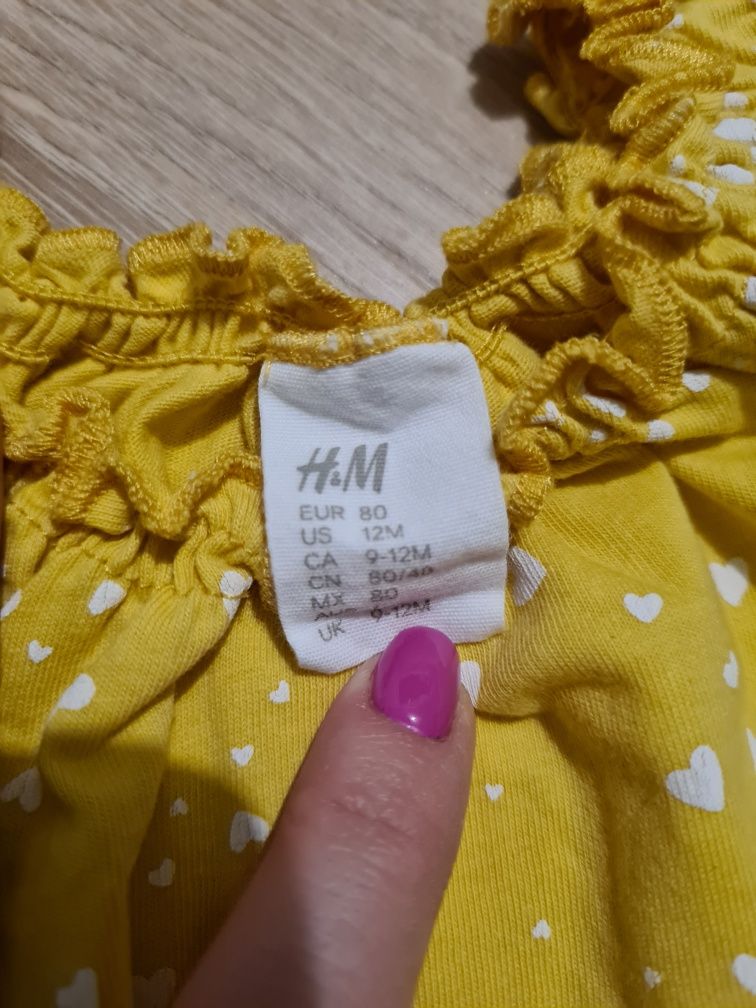 H&M
EUR 80
US 12M
CA 9-12M
CN 80/48
MX 80
UK 9-12M